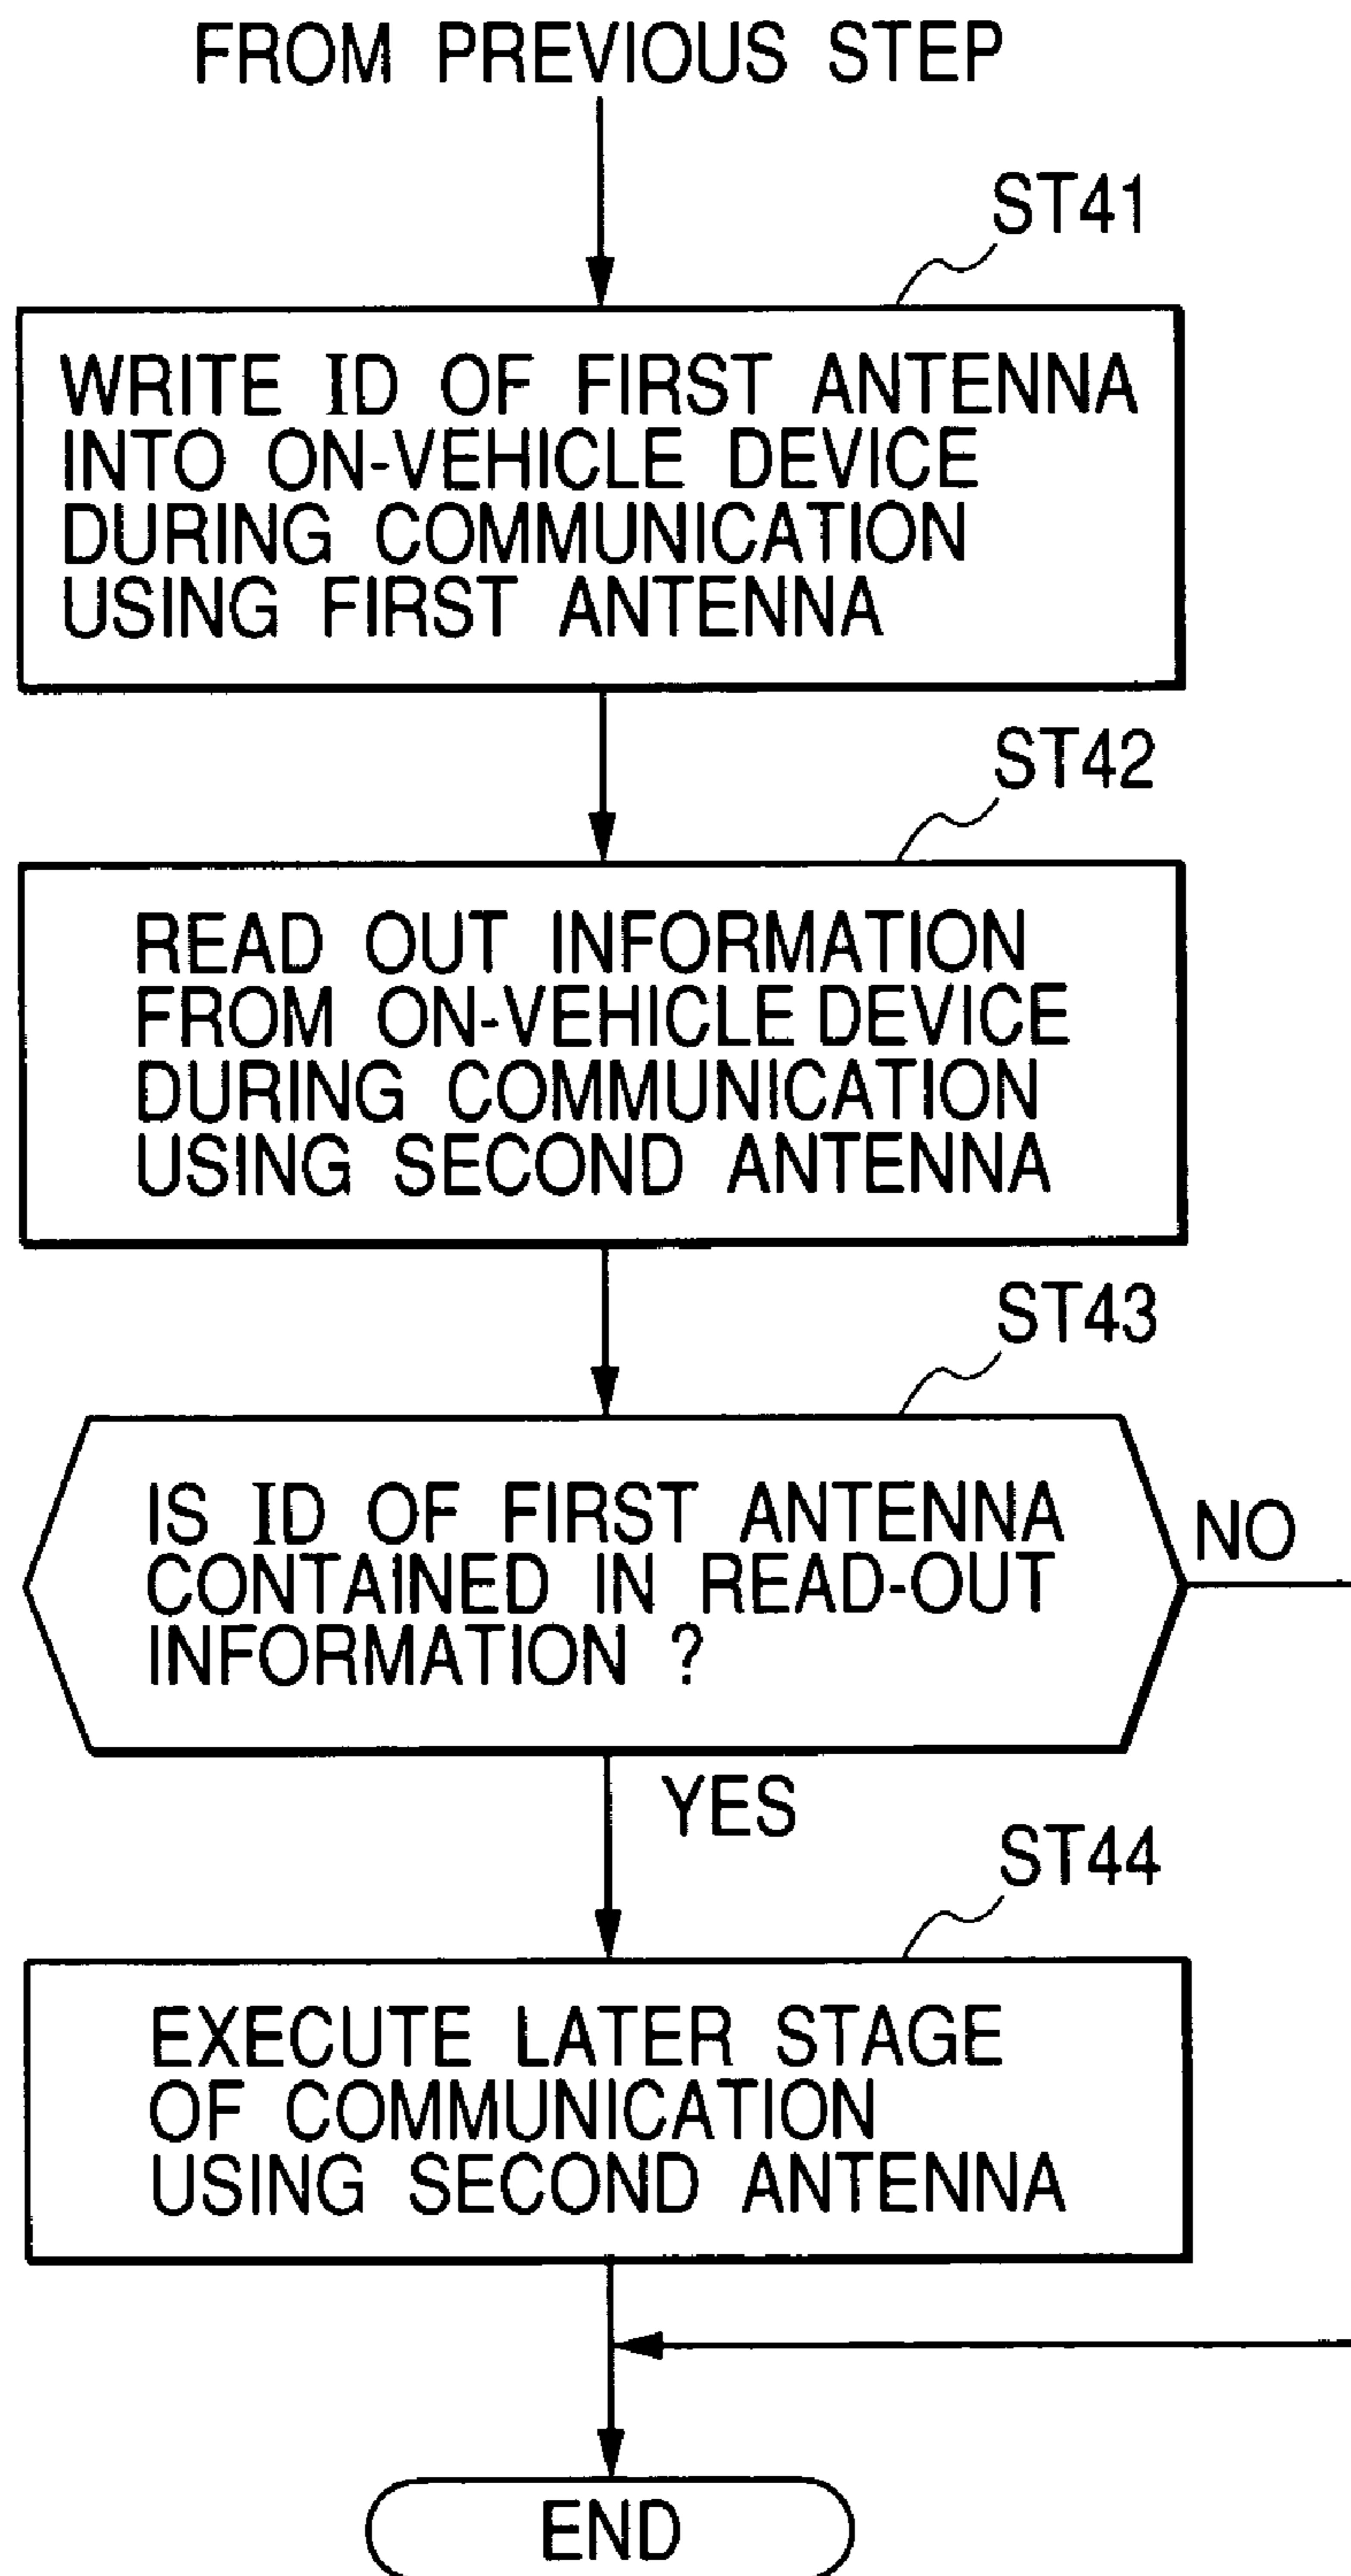 FROM PREVIOUS STEP
ST41
WRITE ID OF FIRST ANTENNA
INTO ON-VEHICLE DEVICE
DURING COMMUNICATION
USING FIRST ANTENNA
ST42
READ OUT INFORMATION
FROM ON-VEHICLE DEVICE
DURING COMMUNICATION
USING SECOND ANTENNA
ST43
IS ID OF FIRST ANTENNA
CONTAINED IN READ-OUT
INFORMATION ?
NO
YES
ST44
EXECUTE LATER STAGE
OF COMMUNICATION
USING SECOND ANTENNA
END